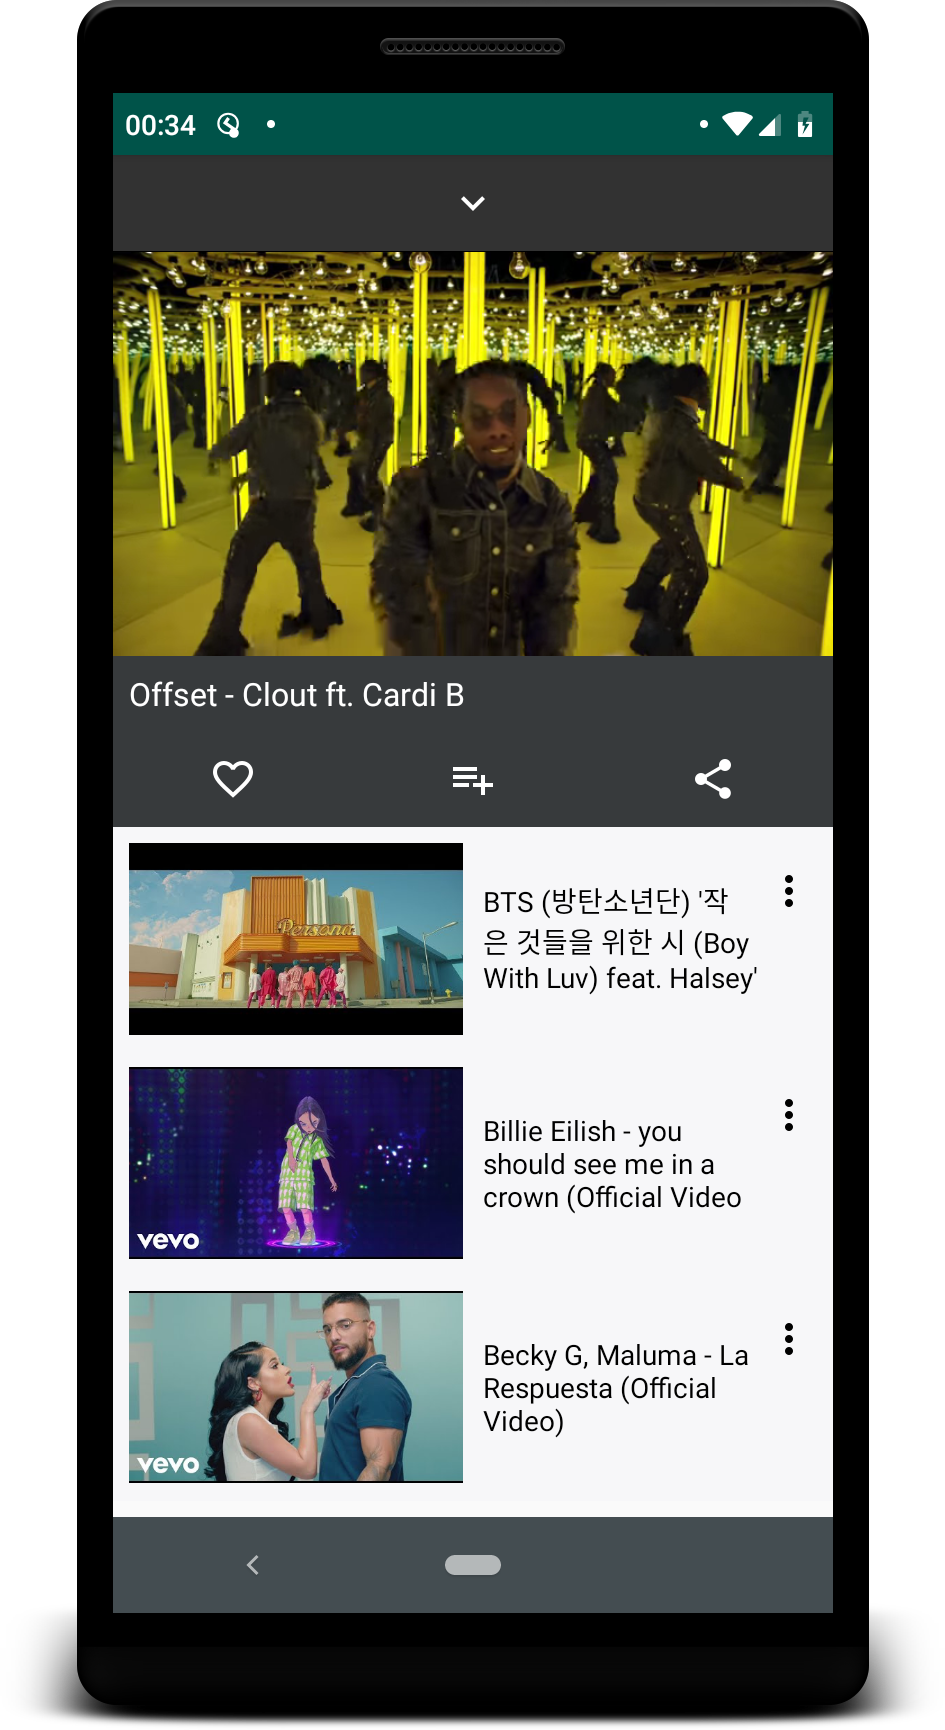 00:34
Offset - Clout ft. Cardi B
Persona
BTS (방탄소년단) '작
은 것들을 위한 시 (Boy
With Luv) feat. Halsey'
vevo
Billie Eilish - you
should see me in a
crown (Official Video
vevo
Becky G, Maluma - La
Respuesta (Official
Video)